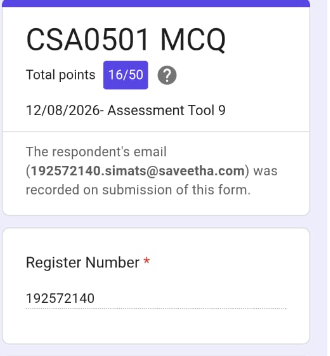 CSA0501 MCQ
Total points 16/50 ?
12/08/2026- Assessment Tool 9
The respondent's email
(192572140.simats@saveetha.com) was
recorded on submission of this form.
Register Number *
192572140